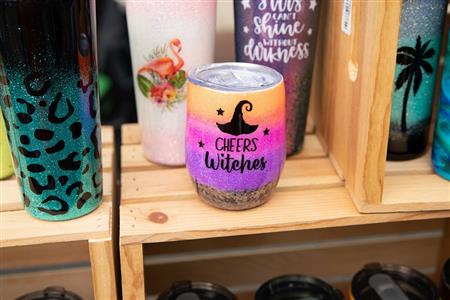 Stars
CAN'T
shine
WITHOUT
darkness
CHEERS
Witches